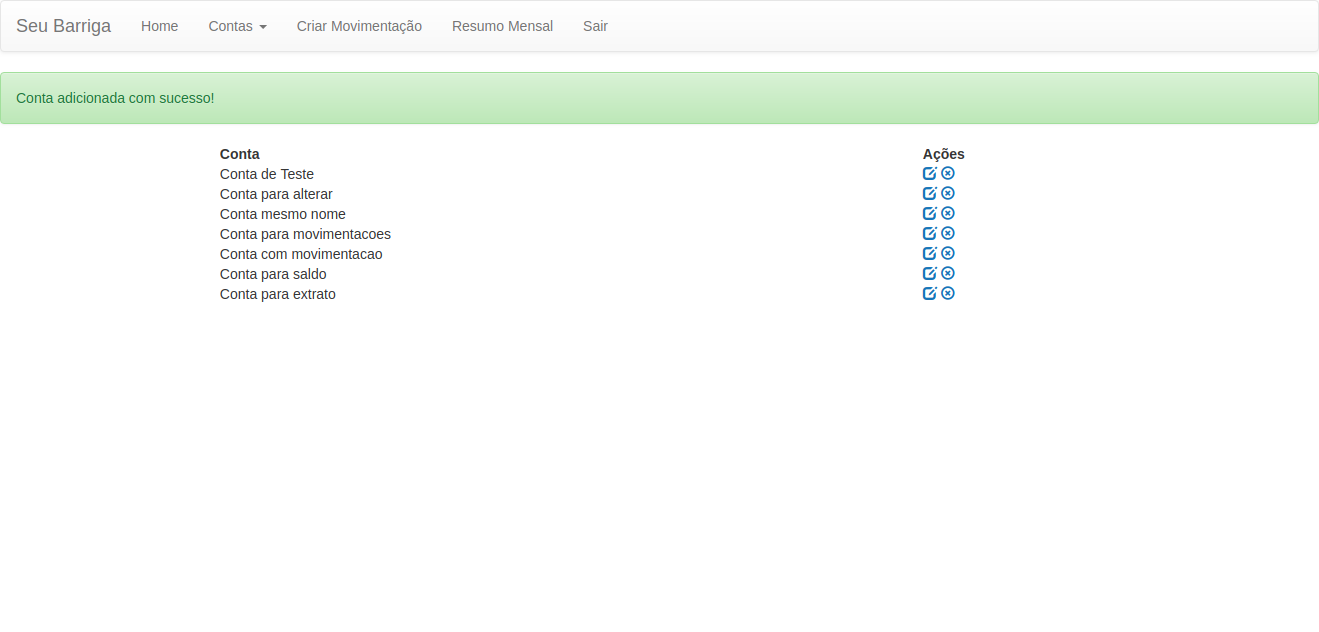 Seu Barriga Home Contas Criar Movimentação Resumo Mensal Sair
Conta adicionada com sucesso!
Conta Ações
Conta de Teste
Conta para alterar
Conta mesmo nome
Conta para movimentacoes
Conta com movimentacao
Conta para saldo
Conta para extrato